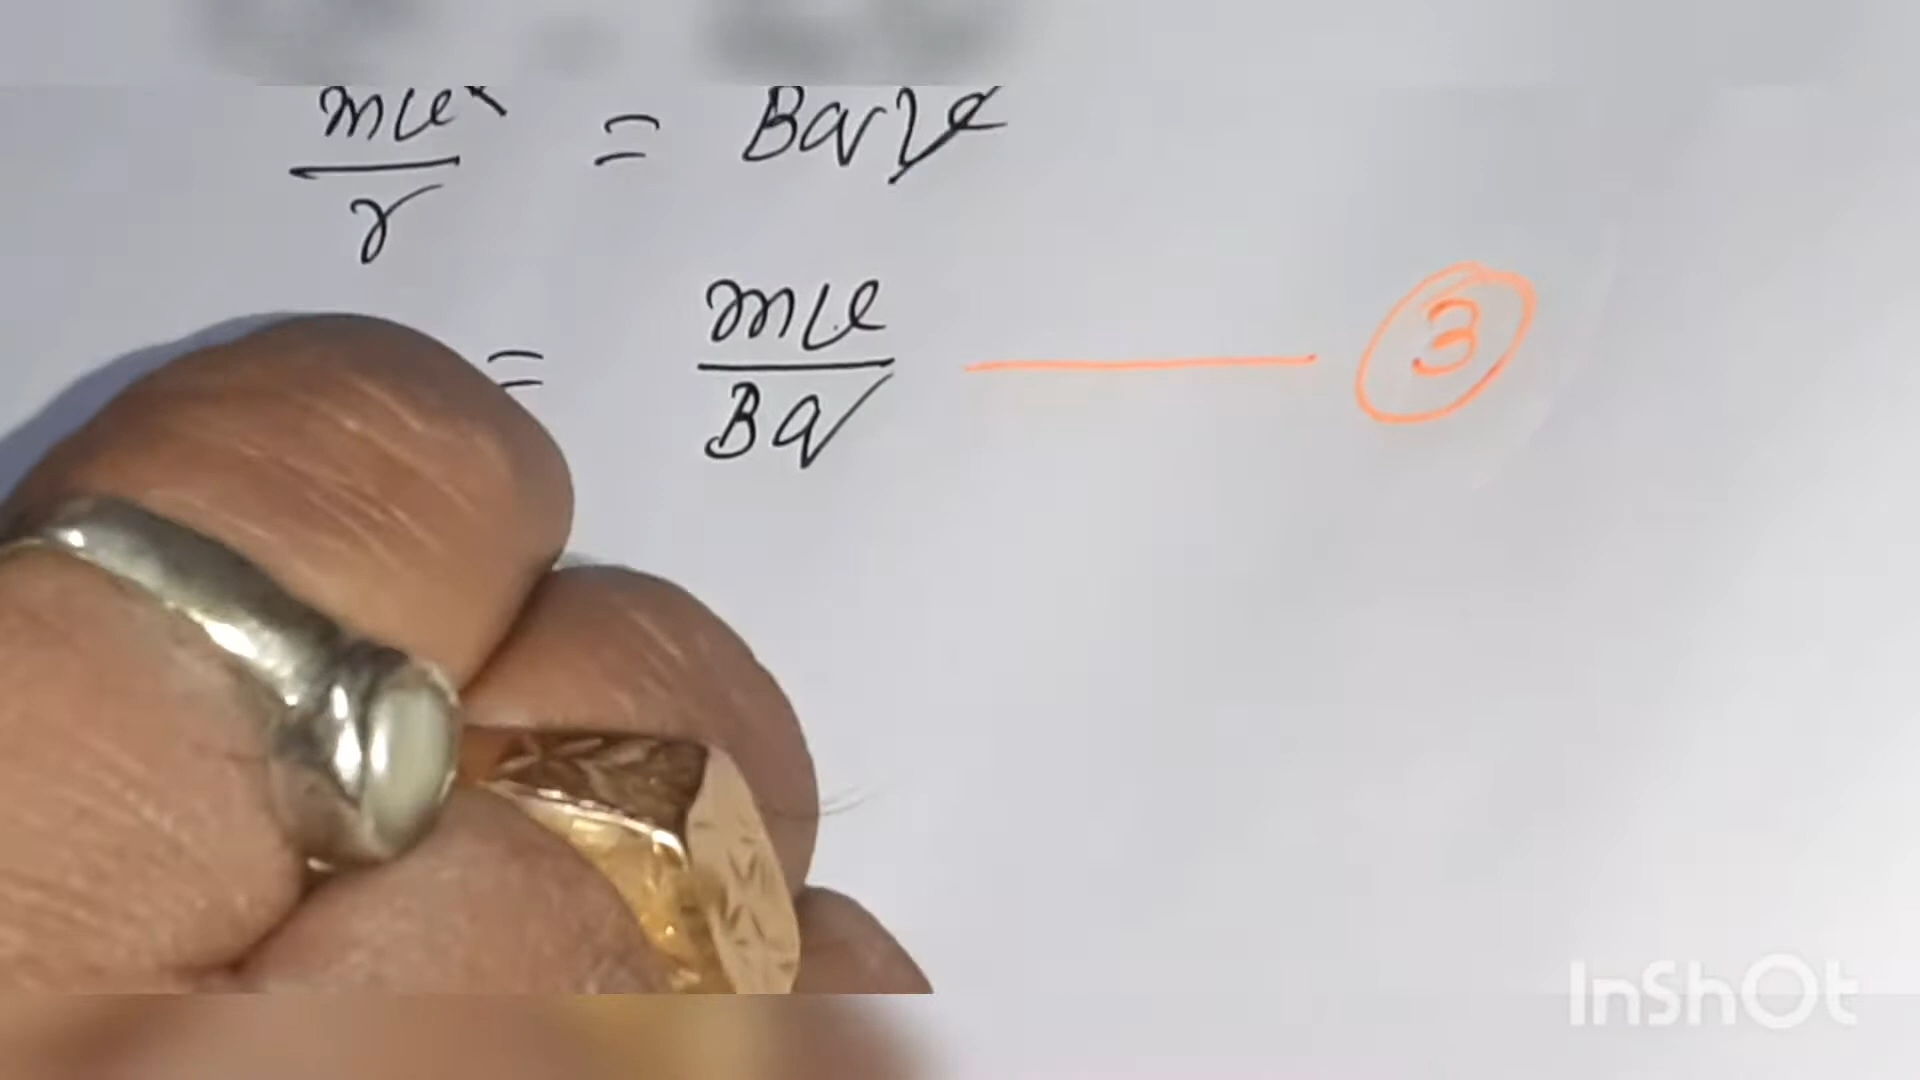 mv² / r = Bqv
= mv / Bq —— 3
InShOt